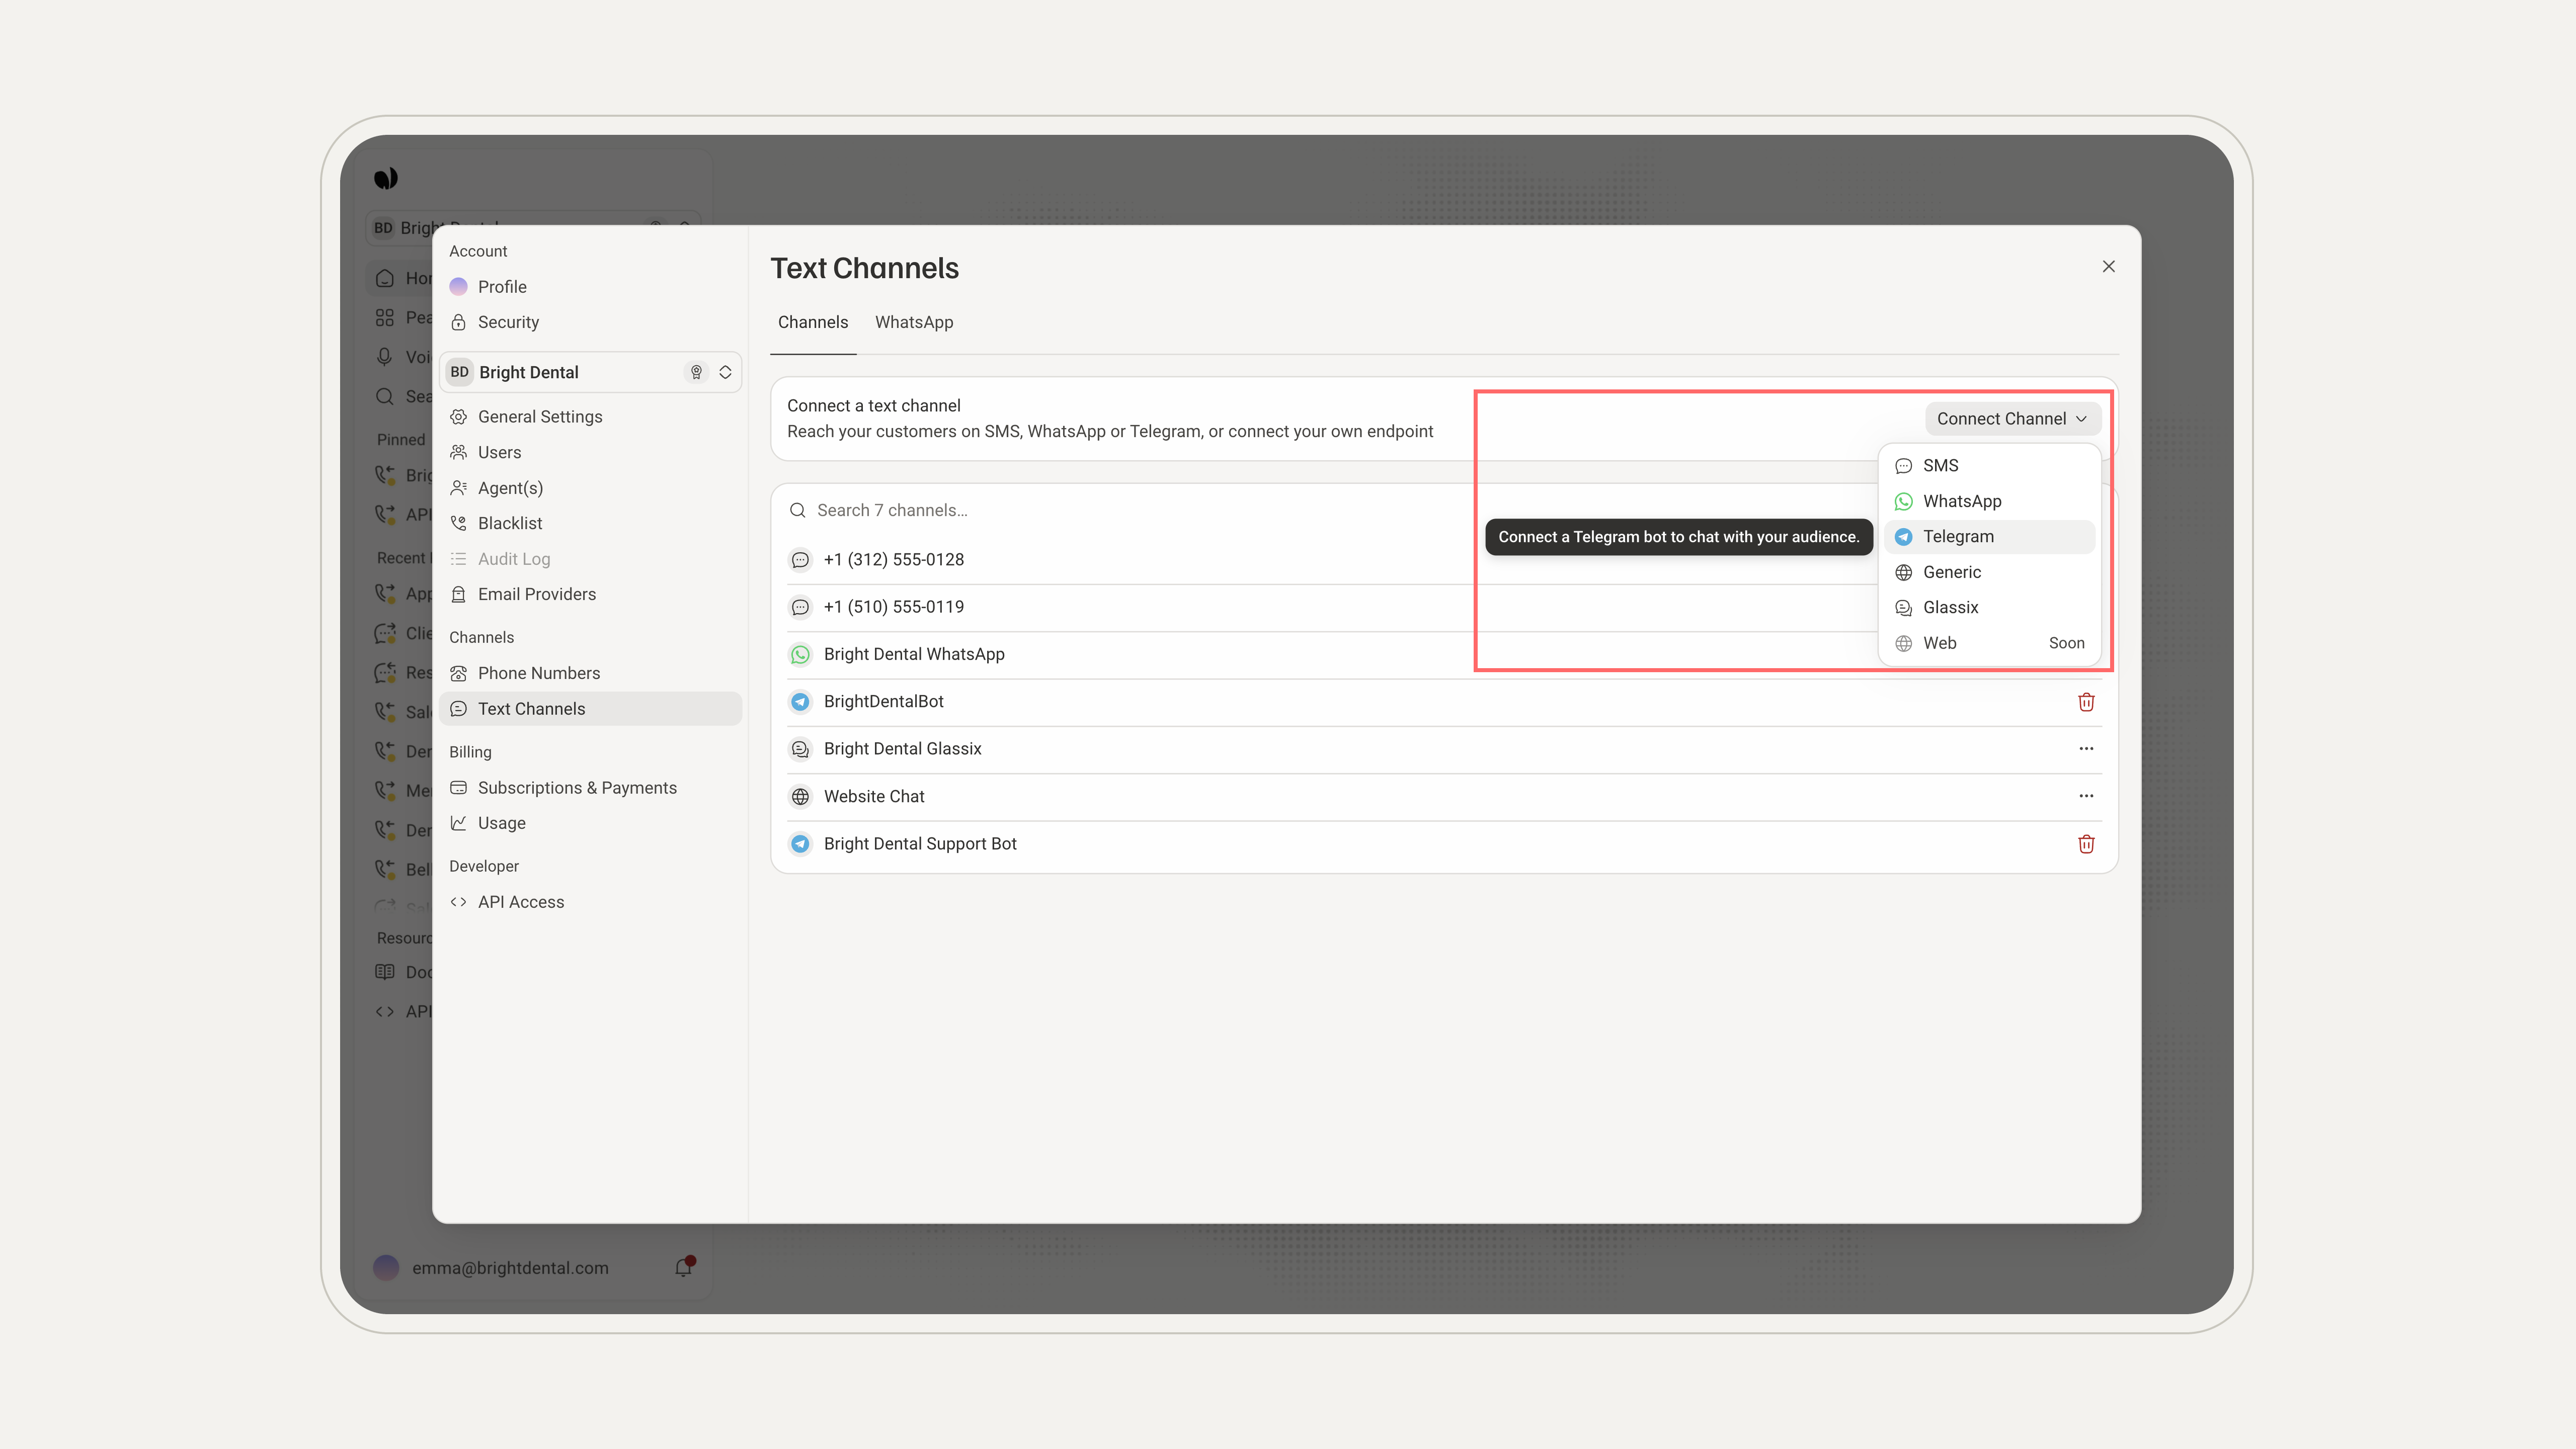 BD
Account
Profile
Security
BD Bright Dental
General Settings
Users
Agent(s)
Blacklist
Audit Log
Email Providers
Channels
Phone Numbers
Text Channels
Billing
Subscriptions & Payments
Usage
Developer
API Access
Pinned
API
emma@brightdental.com
Text Channels
Channels WhatsApp
Connect a text channel
Reach your customers on SMS, WhatsApp or Telegram, or connect your own endpoint
Connect Channel
SMS
WhatsApp
Telegram
Generic
Glassix
Web Soon
Connect a Telegram bot to chat with your audience.
Search 7 channels...
+1 (312) 555-0128
+1 (510) 555-0119
Bright Dental WhatsApp
BrightDentalBot
Bright Dental Glassix
Website Chat
Bright Dental Support Bot